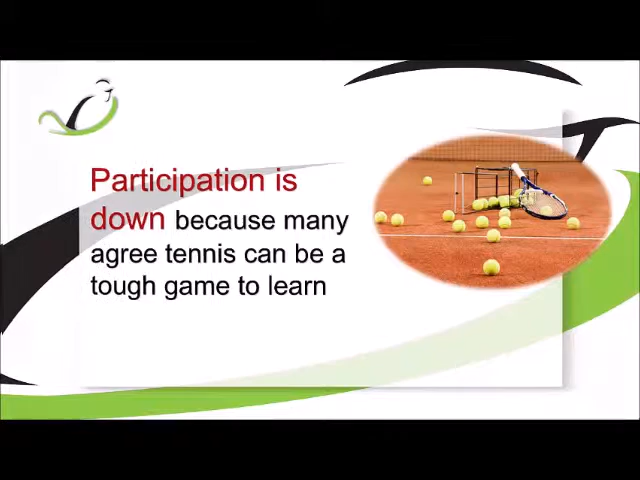 Participation is
down because many
agree tennis can be a
tough game to learn